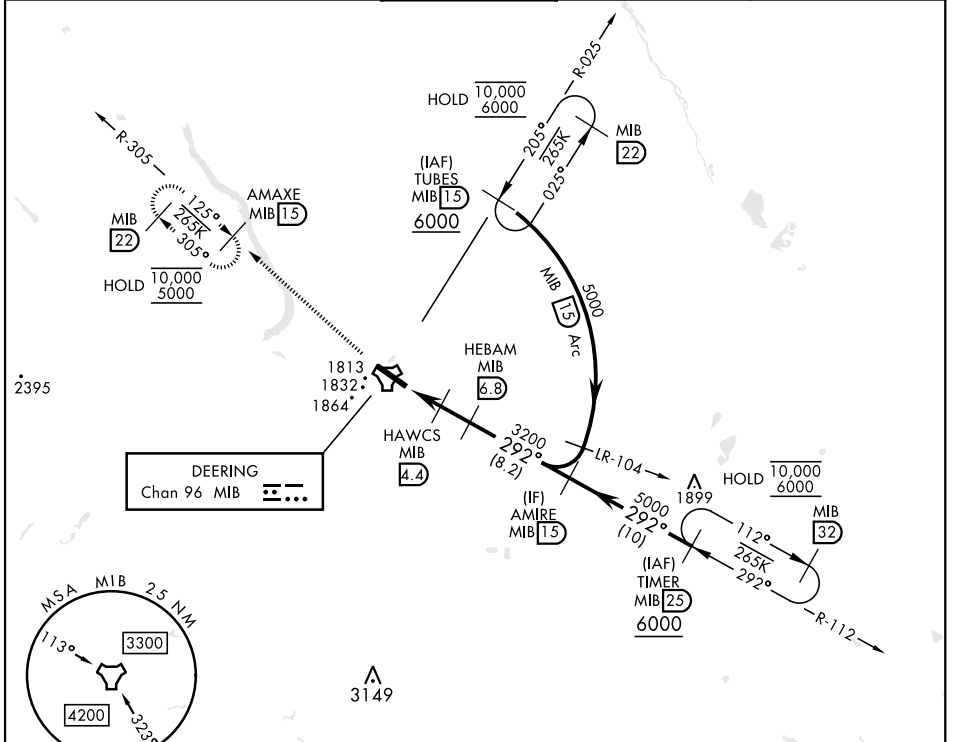 R-025
HOLD 10,000
6000
205°
265K
025°
MIB
22
(IAF)
TUBES
MIB 15
6000
R-305
AMAXE
MIB 15
125°
265K
305°
MIB
22
HOLD 10,000
5000
MIB 15 Arc
5000
2395
1813
1832
1864
HEBAM
MIB
6.8
HAWCS
MIB
4.4
3200
292°
(8.2)
LR-104
DEERING
Chan 96 MIB
(IF)
AMIRE
MIB 15
5000
292°
(10)
1899
HOLD 10,000
6000
MIB
32
112°
265K
292°
(IAF)
TIMER
MIB 25
6000
R-112
MSA MIB 25 NM
113°
3300
4200
323°
3149